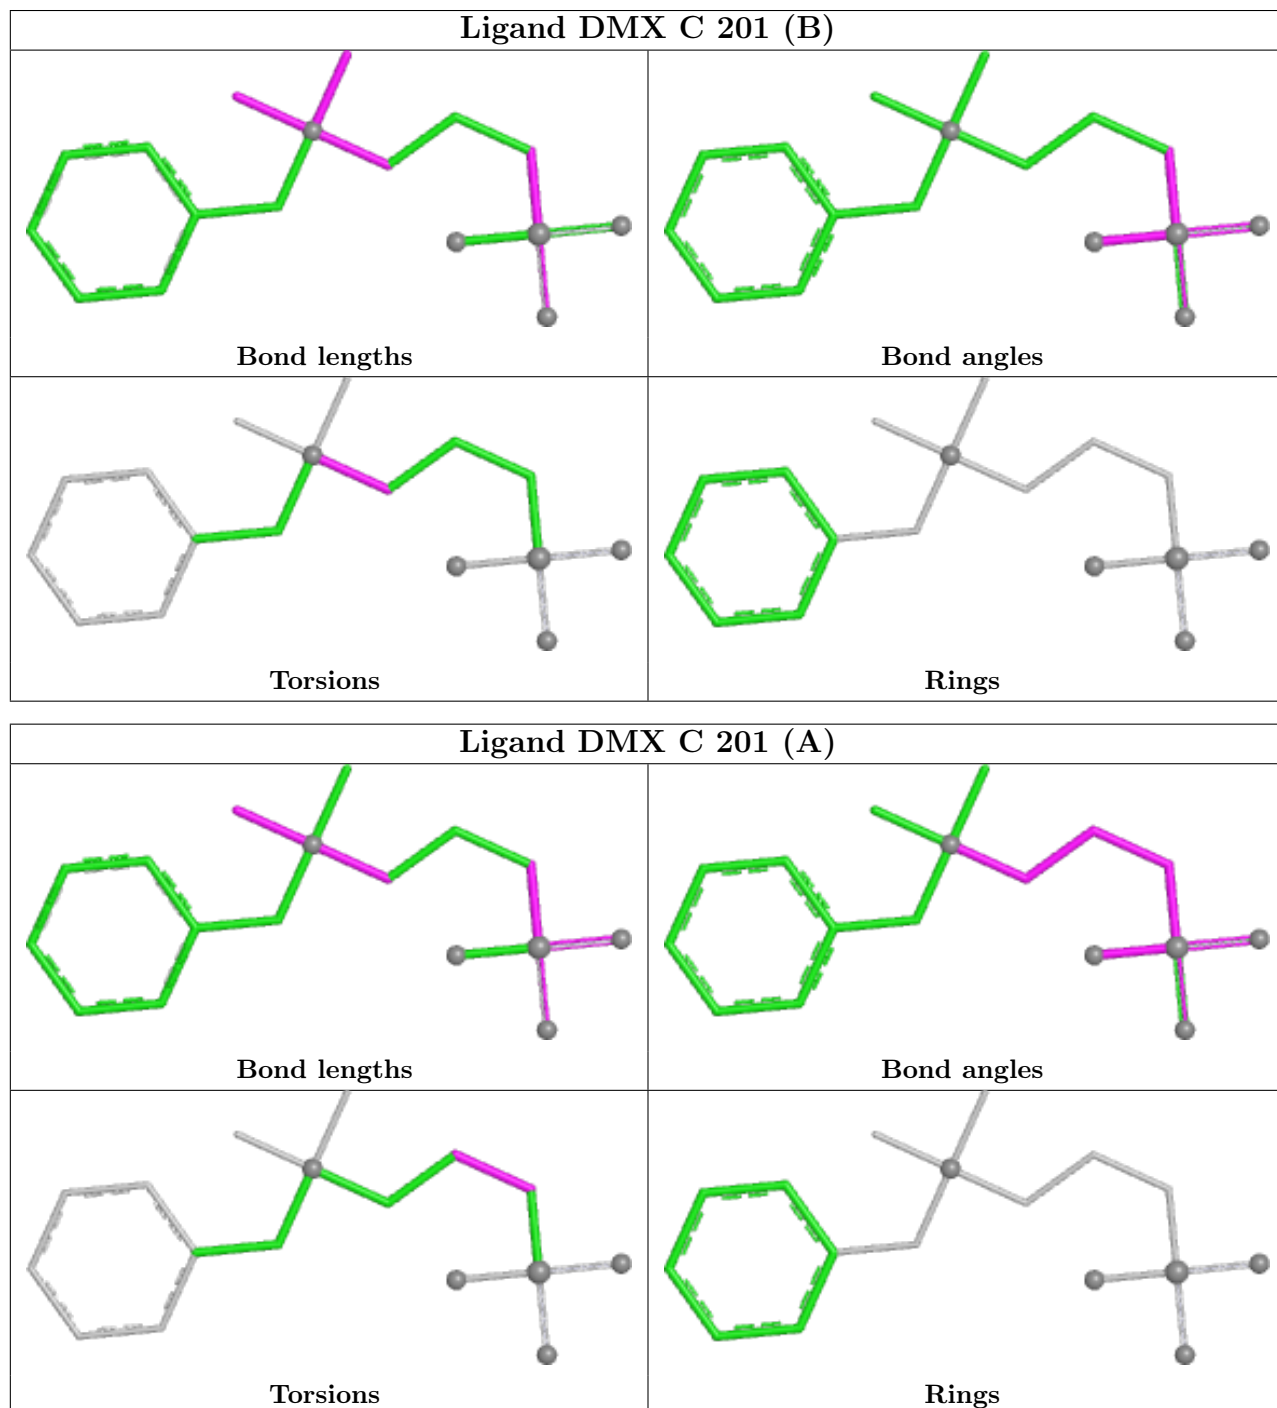 Ligand DMX C 201 (B)
Bond lengths
Bond angles
Torsions
Rings
Ligand DMX C 201 (A)
Bond lengths
Bond angles
Torsions
Rings